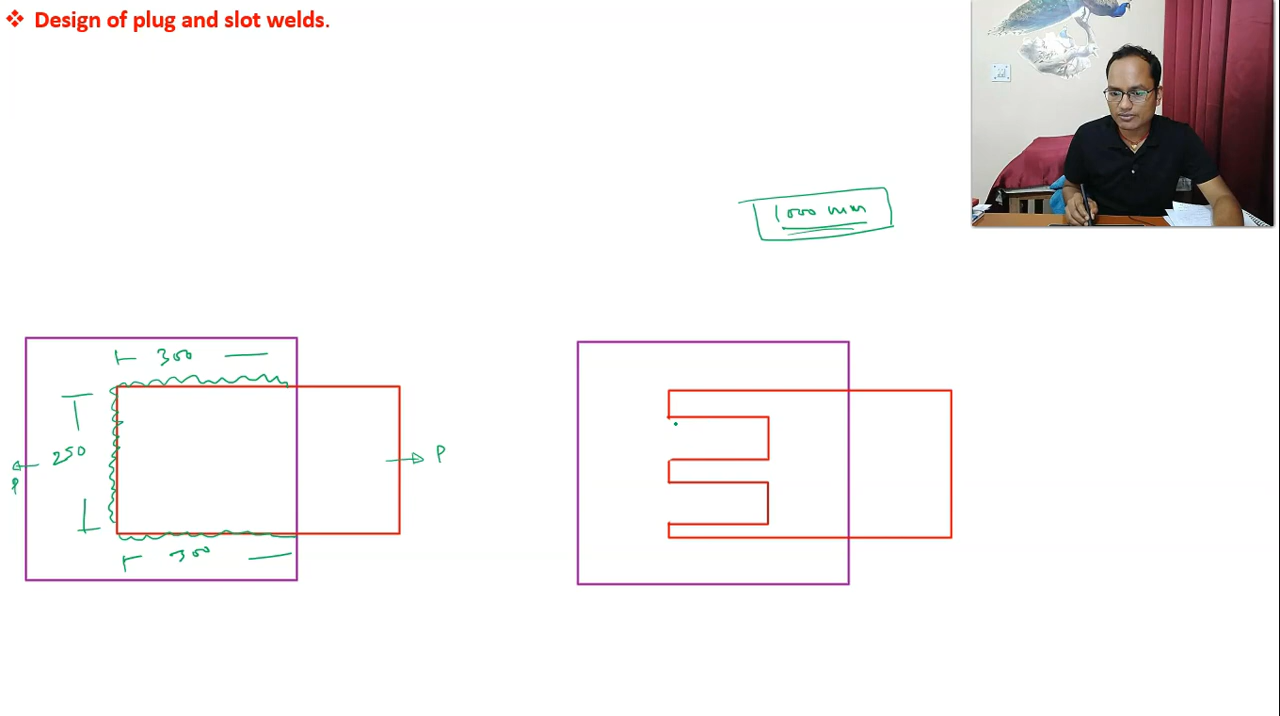 ❖ Design of plug and slot welds.
1000 mm
300
250
P
P
300